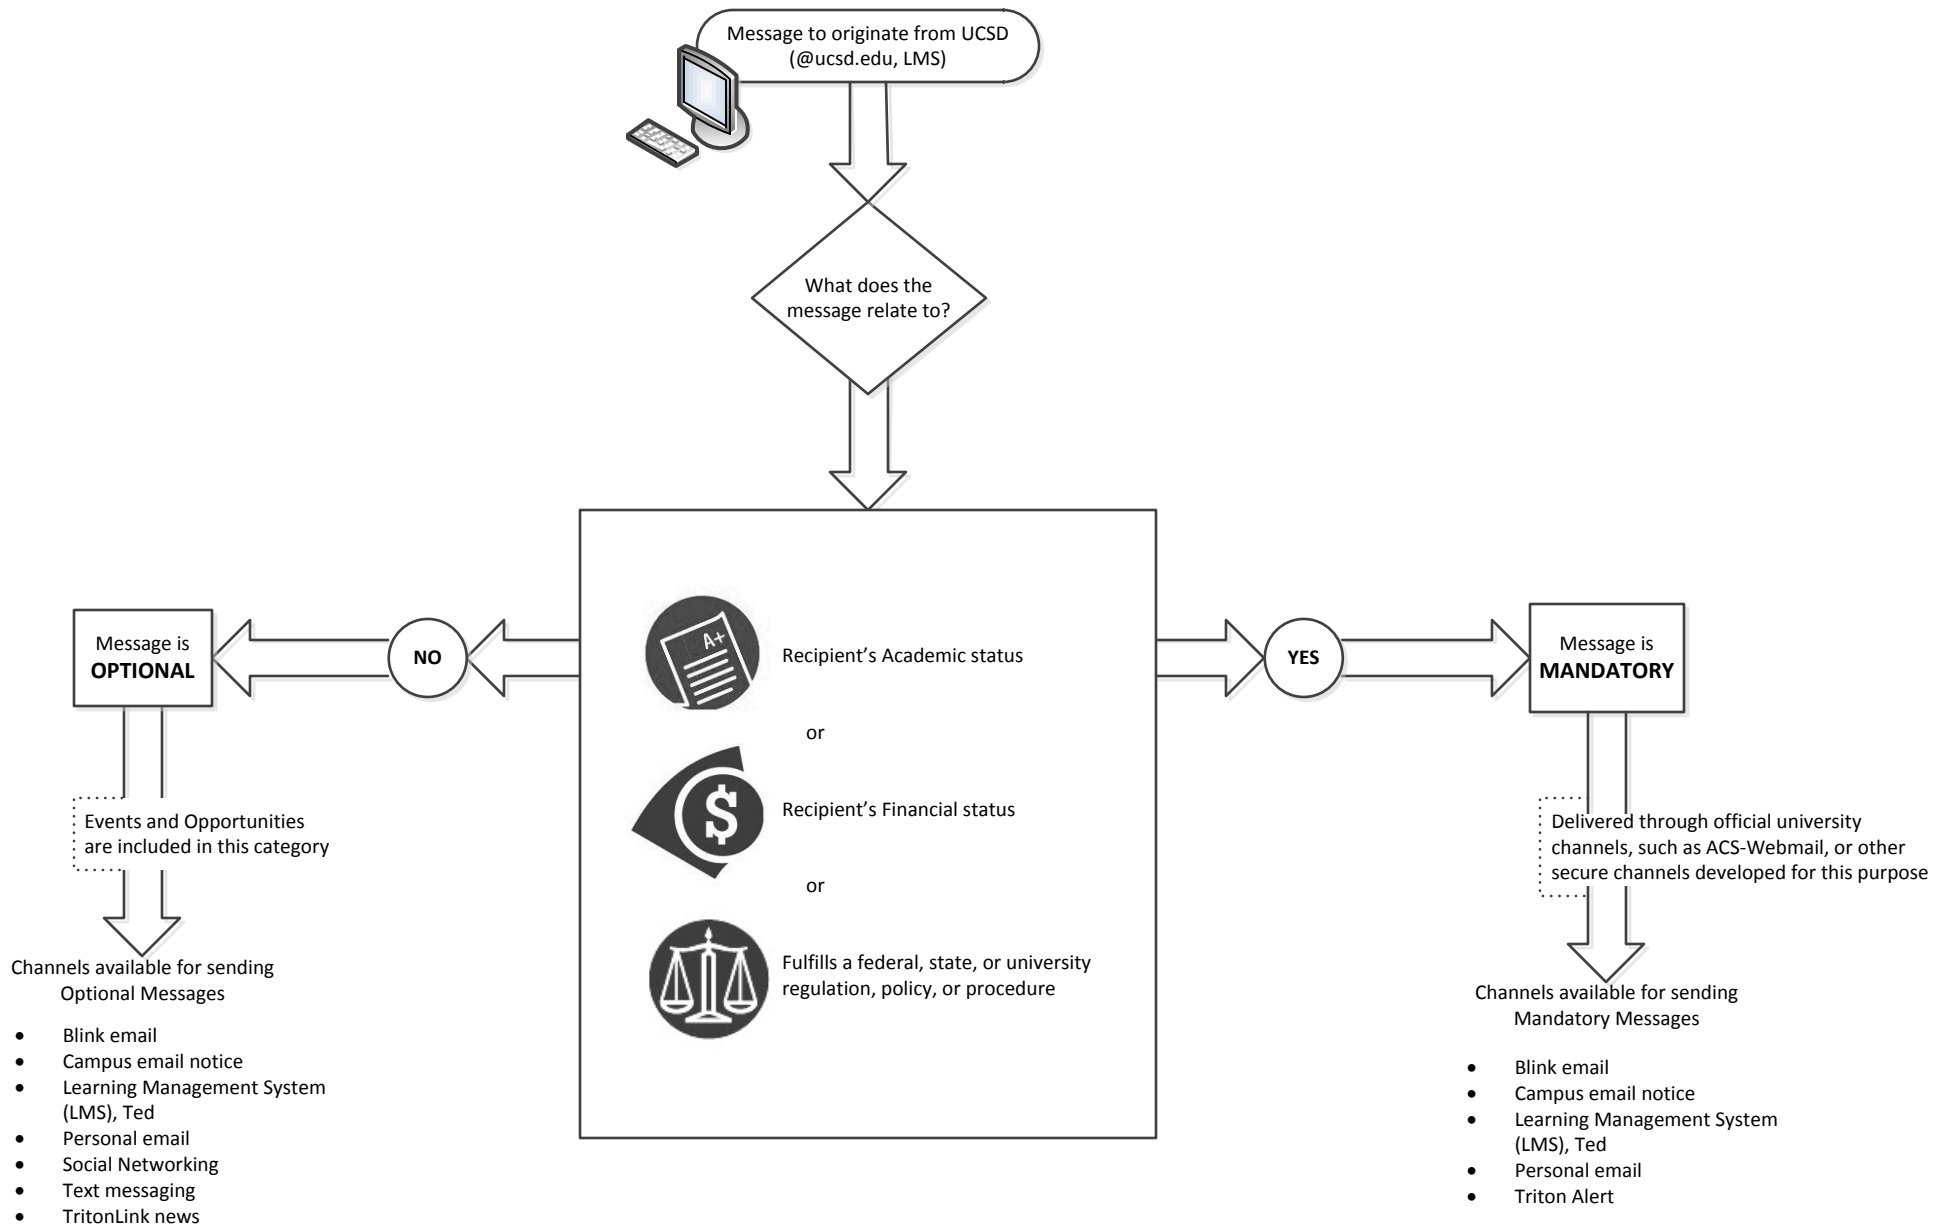 Message to originate from UCSD
(@ucsd.edu, LMS)
What does the
message relate to?
Message is
OPTIONAL
NO
A+
Recipient's Academic status
YES
Message is
MANDATORY
or
$
Recipient's Financial status
or
Fulfills a federal, state, or university
regulation, policy, or procedure
Events and Opportunities
are included in this category
Channels available for sending
Optional Messages
• Blink email
• Campus email notice
• Learning Management System
(LMS), Ted
• Personal email
• Social Networking
• Text messaging
• TritonLink news
Delivered through official university
channels, such as ACS-Webmail, or other
secure channels developed for this purpose
Channels available for sending
Mandatory Messages
• Blink email
• Campus email notice
• Learning Management System
(LMS), Ted
• Personal email
• Triton Alert